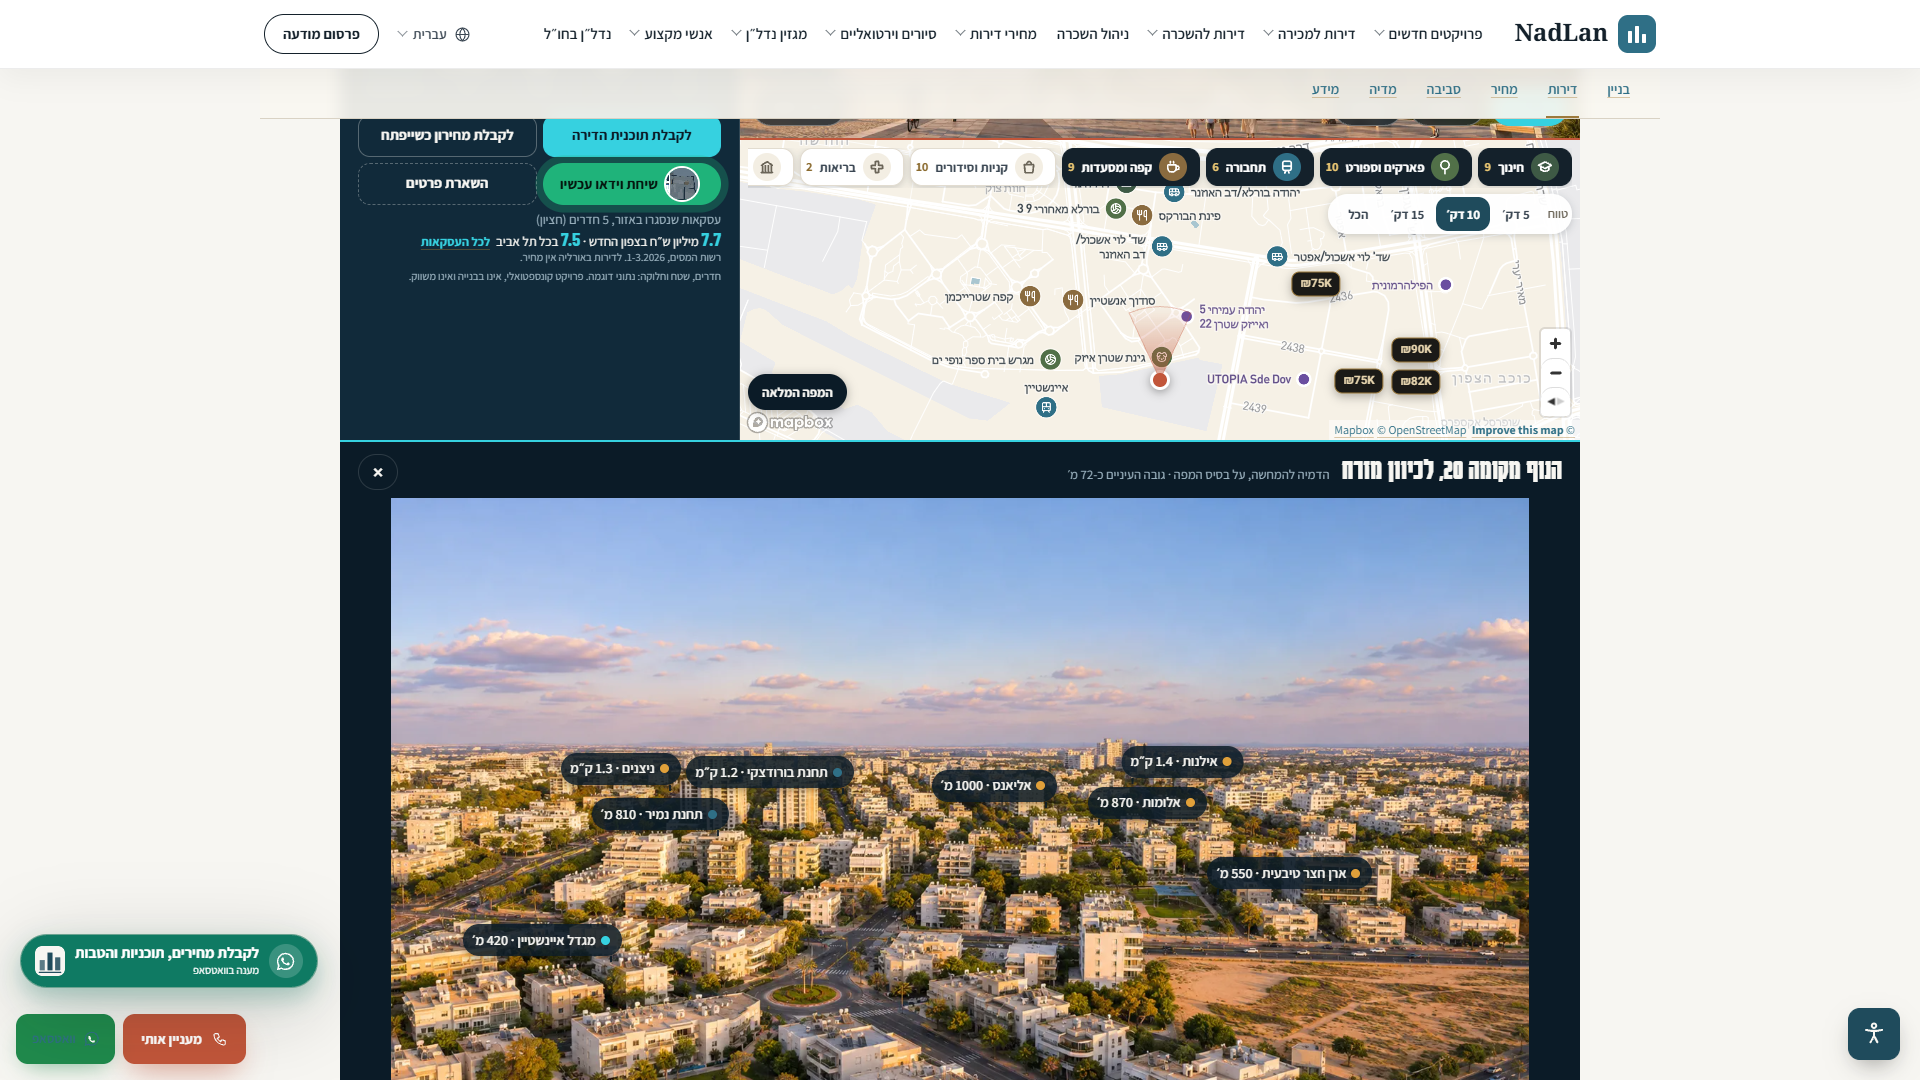 NadLan
פרויקטים חדשים
דירות למכירה
דירות להשכרה
ניהול השכרה
מחירי דירות
סיורים וירטואליים
מגזין נדל״ן
אנשי מקצוע
נדל״ן בחו״ל
עברית
פרסום מודעה
בניין
דירות
מחיר
סביבה
מדיה
מידע
חינוך 9
פארקים וספורט 10
תחבורה 6
קפה ומסעדות 9
קניות וסידורים 10
בריאות 2
טווח
5 דק׳
10 דק׳
15 דק׳
הכל
יהודה בורלא/דב האוזנר
בורלא מאחורי 9 3
פינת הבורקס
שד' לוי אשכול/
דב האוזנר
שד' לוי אשכול/אפטר
₪75K
2436
הפילהרמונית
קפה שטרייכמן
סודוך אנשטיין
יהודה עמיחי 5
ואייזק שטרן 22
2438
₪90K
מגרש בית ספר נופי ים
גינת שטרן איזק
UTOPIA Sde Dov
₪75K
₪82K
כוכב הצפון
איינשטיין
2439
המפה המלאה
mapbox
Mapbox © OpenStreetMap Improve this map ©
לקבלת תוכנית הדירה
לקבלת מחירון כשייפתח
שיחת וידאו עכשיו
השארת פרטים
עסקאות שנסגרו באזור, 5 חדרים (חציון)
7.7 מיליון ש״ח בצפון החדש · 7.5 בכל תל אביב לכל העסקאות
רשות המסים, 1-3.2026. לדירות באורליה אין מחיר.
חדרים, שטח וחלוקה: נתוני דוגמה. פרויקט קונספטואלי, אינו בבנייה ואינו משווק.
הנוף מקומה 20, לכיוון מזרח
הדמיה להמחשה, על בסיס המפה · גובה העיניים כ-72 מ׳
אילנות · 1.4 ק״מ
ניצנים · 1.3 ק״מ
תחנת בורודצקי · 1.2 ק״מ
אליאנס · 1000 מ׳
אלומות · 870 מ׳
תחנת נמיר · 810 מ׳
ארן חצר טיבעית · 550 מ׳
מגדל איינשטיין · 420 מ׳
לקבלת מחירים, תוכניות והטבות
מענה בוואטסאפ
מעניין אותי